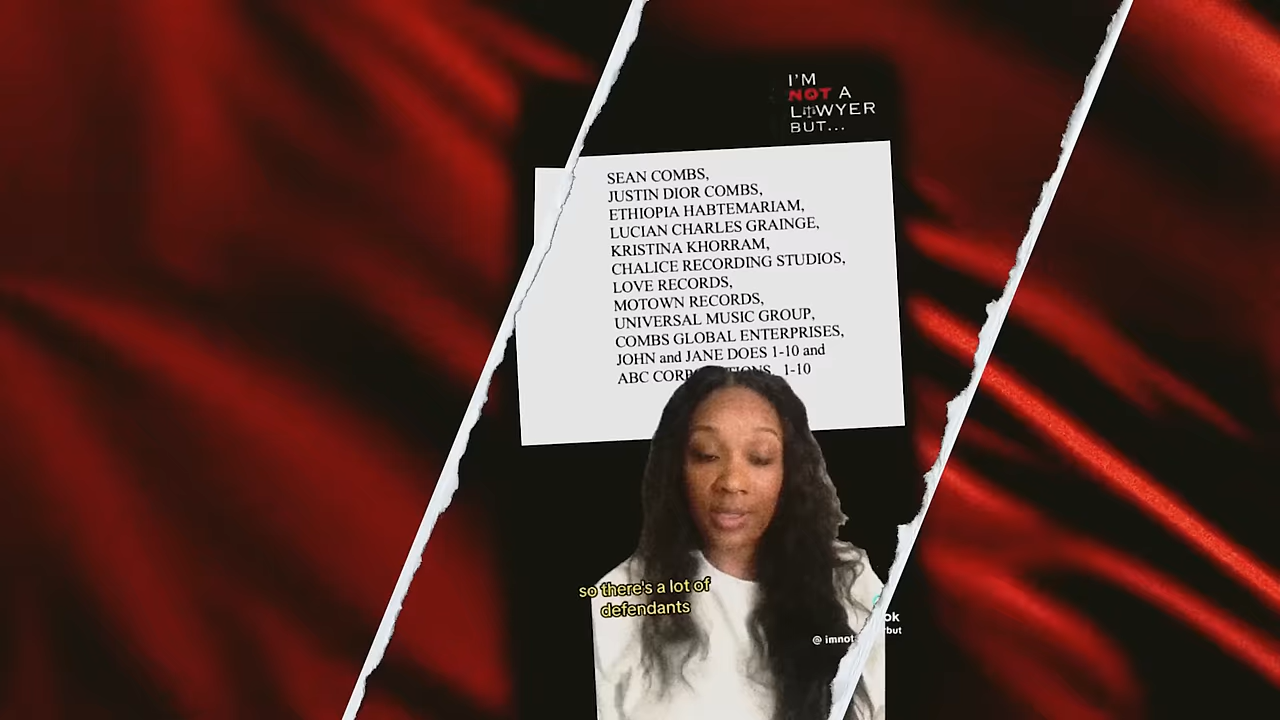 I'M
NOT A
LAWYER
BUT...
SEAN COMBS,
JUSTIN DIOR COMBS,
ETHIOPIA HABTEMARIAM,
LUCIAN CHARLES GRAINGE,
KRISTINA KHORRAM,
CHALICE RECORDING STUDIOS,
LOVE RECORDS,
MOTOWN RECORDS,
UNIVERSAL MUSIC GROUP,
COMBS GLOBAL ENTERPRISES,
JOHN and JANE DOES 1-10 and
ABC 1-10
so there's a lot of
defendants